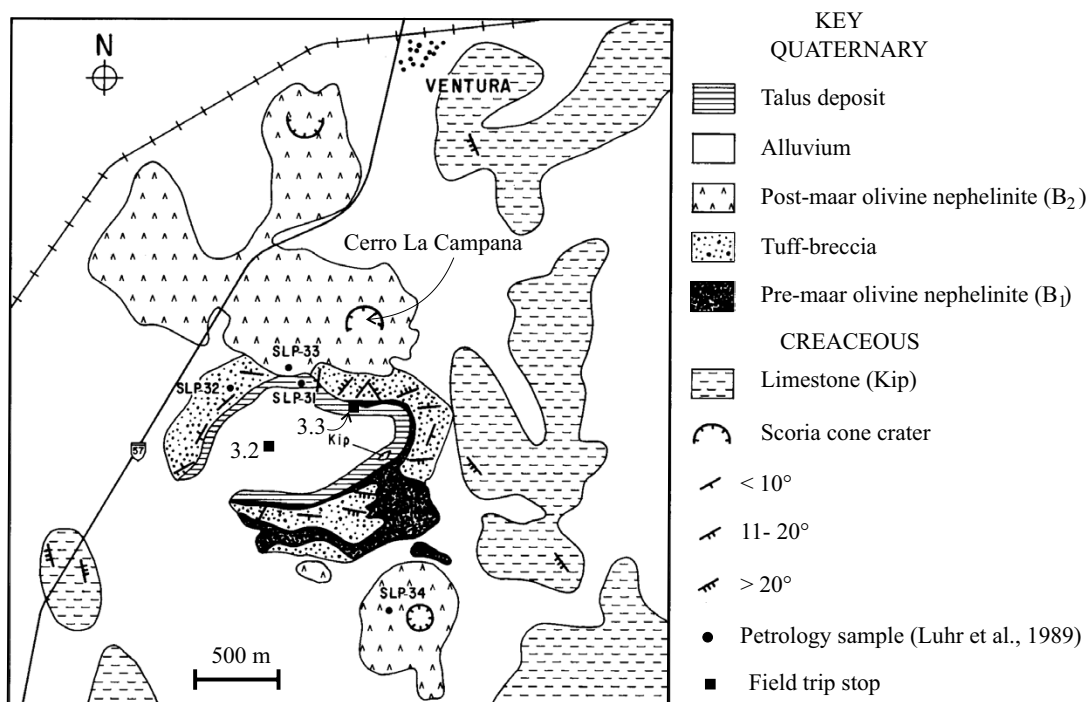 N
VENTURA
Cerro La Campana
SLP-33
SLP-32
SLP-31
3.3
Kip
3.2
57
SLP-34
500 m
KEY
QUATERNARY
Talus deposit
Alluvium
Post-maar olivine nephelinite (B2)
Tuff-breccia
Pre-maar olivine nephelinite (B1)
CREACEOUS
Limestone (Kip)
Scoria cone crater
< 10°
11- 20°
> 20°
Petrology sample (Luhr et al., 1989)
Field trip stop